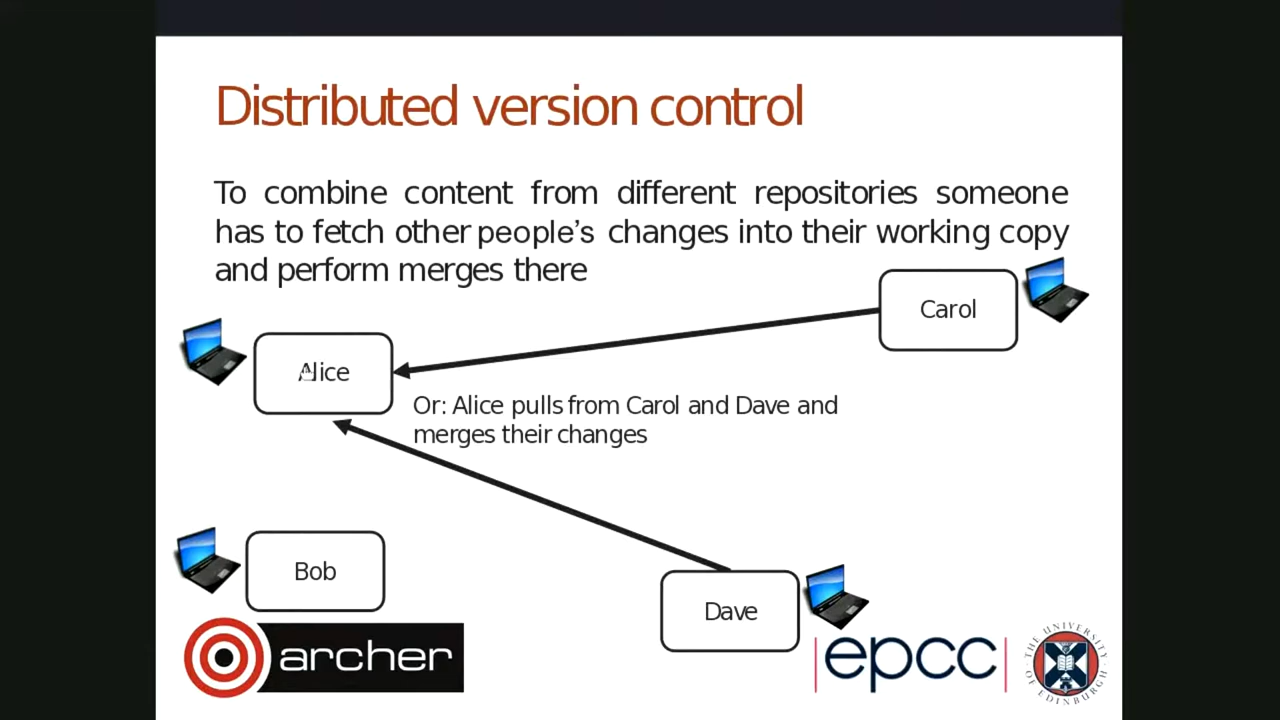 Distributed version control
To combine content from different repositories someone
has to fetch other people's changes into their working copy
and perform merges there
Carol
Alice
Or: Alice pulls from Carol and Dave and
merges their changes
Bob
Dave
archer
epcc
THE UNIVERSITY
OF EDINBURGH